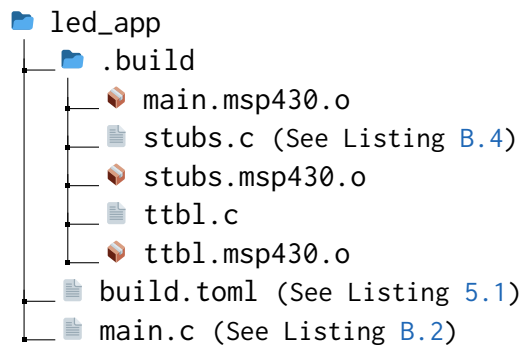 led_app
.build
main.msp430.o
stubs.c (See Listing B.4)
stubs.msp430.o
ttbl.c
ttbl.msp430.o
build.toml (See Listing 5.1)
main.c (See Listing B.2)